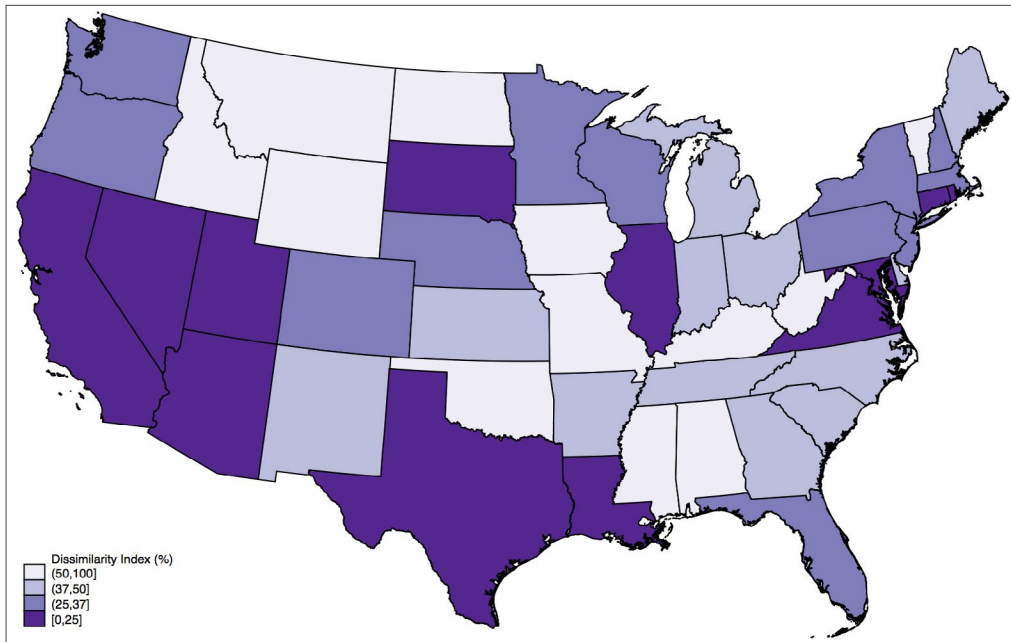 Dissimilarity Index (%)
(50,100]
(37,50]
(25,37]
[0,25]